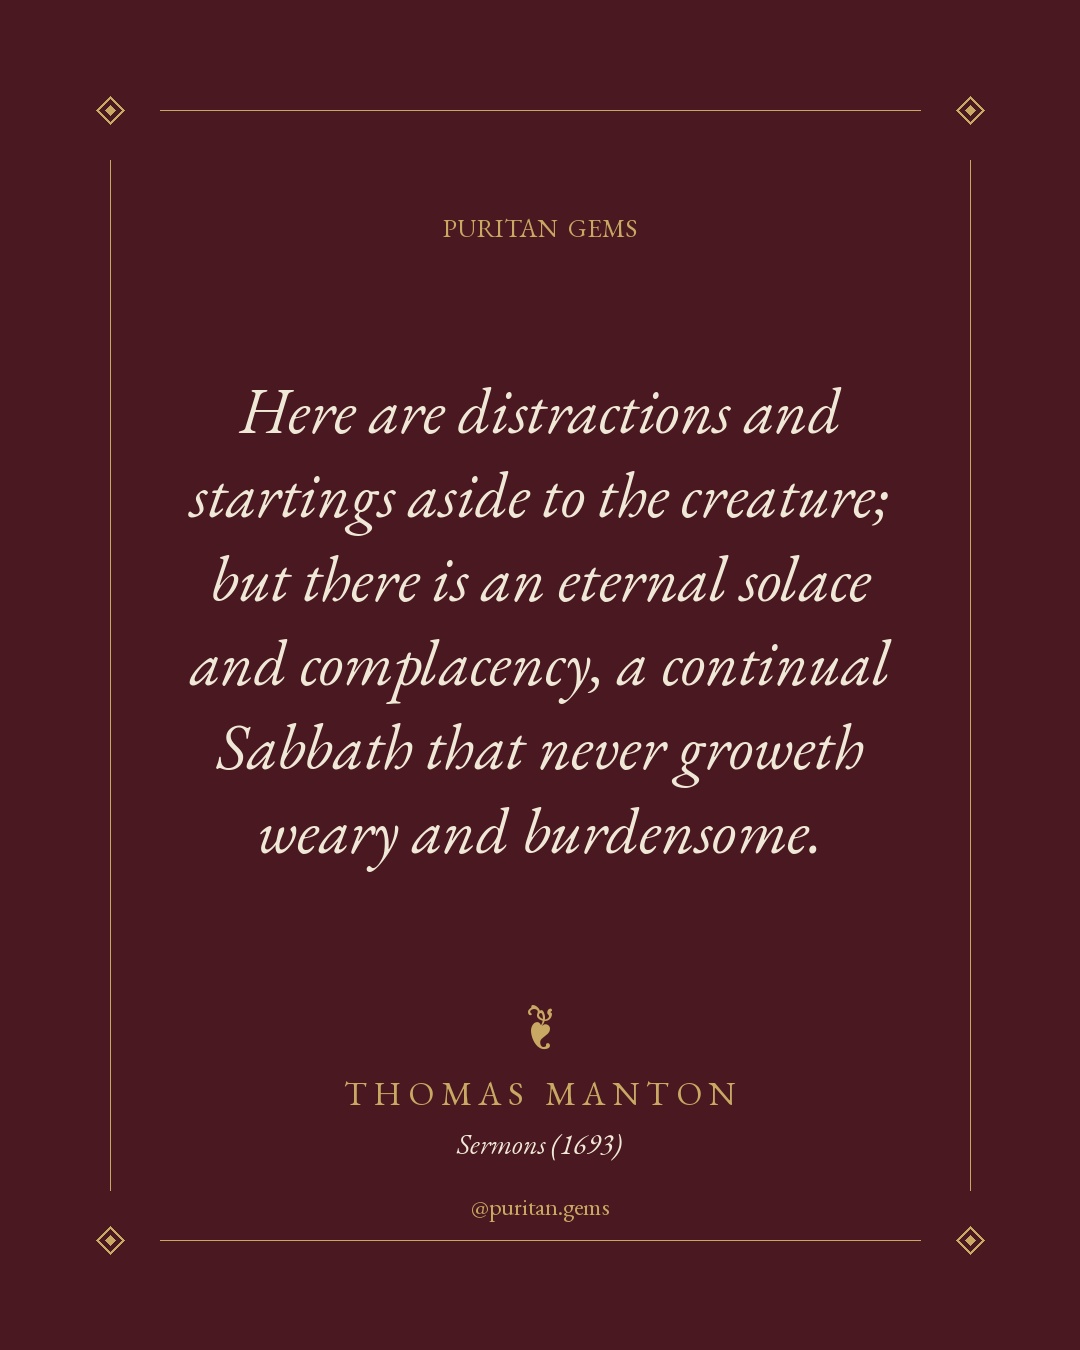 PURITAN GEMS
Here are distractions and
startings aside to the creature;
but there is an eternal solace
and complacency, a continual
Sabbath that never groweth
weary and burdensome.
❦
THOMAS MANTON
Sermons (1693)
@puritan.gems